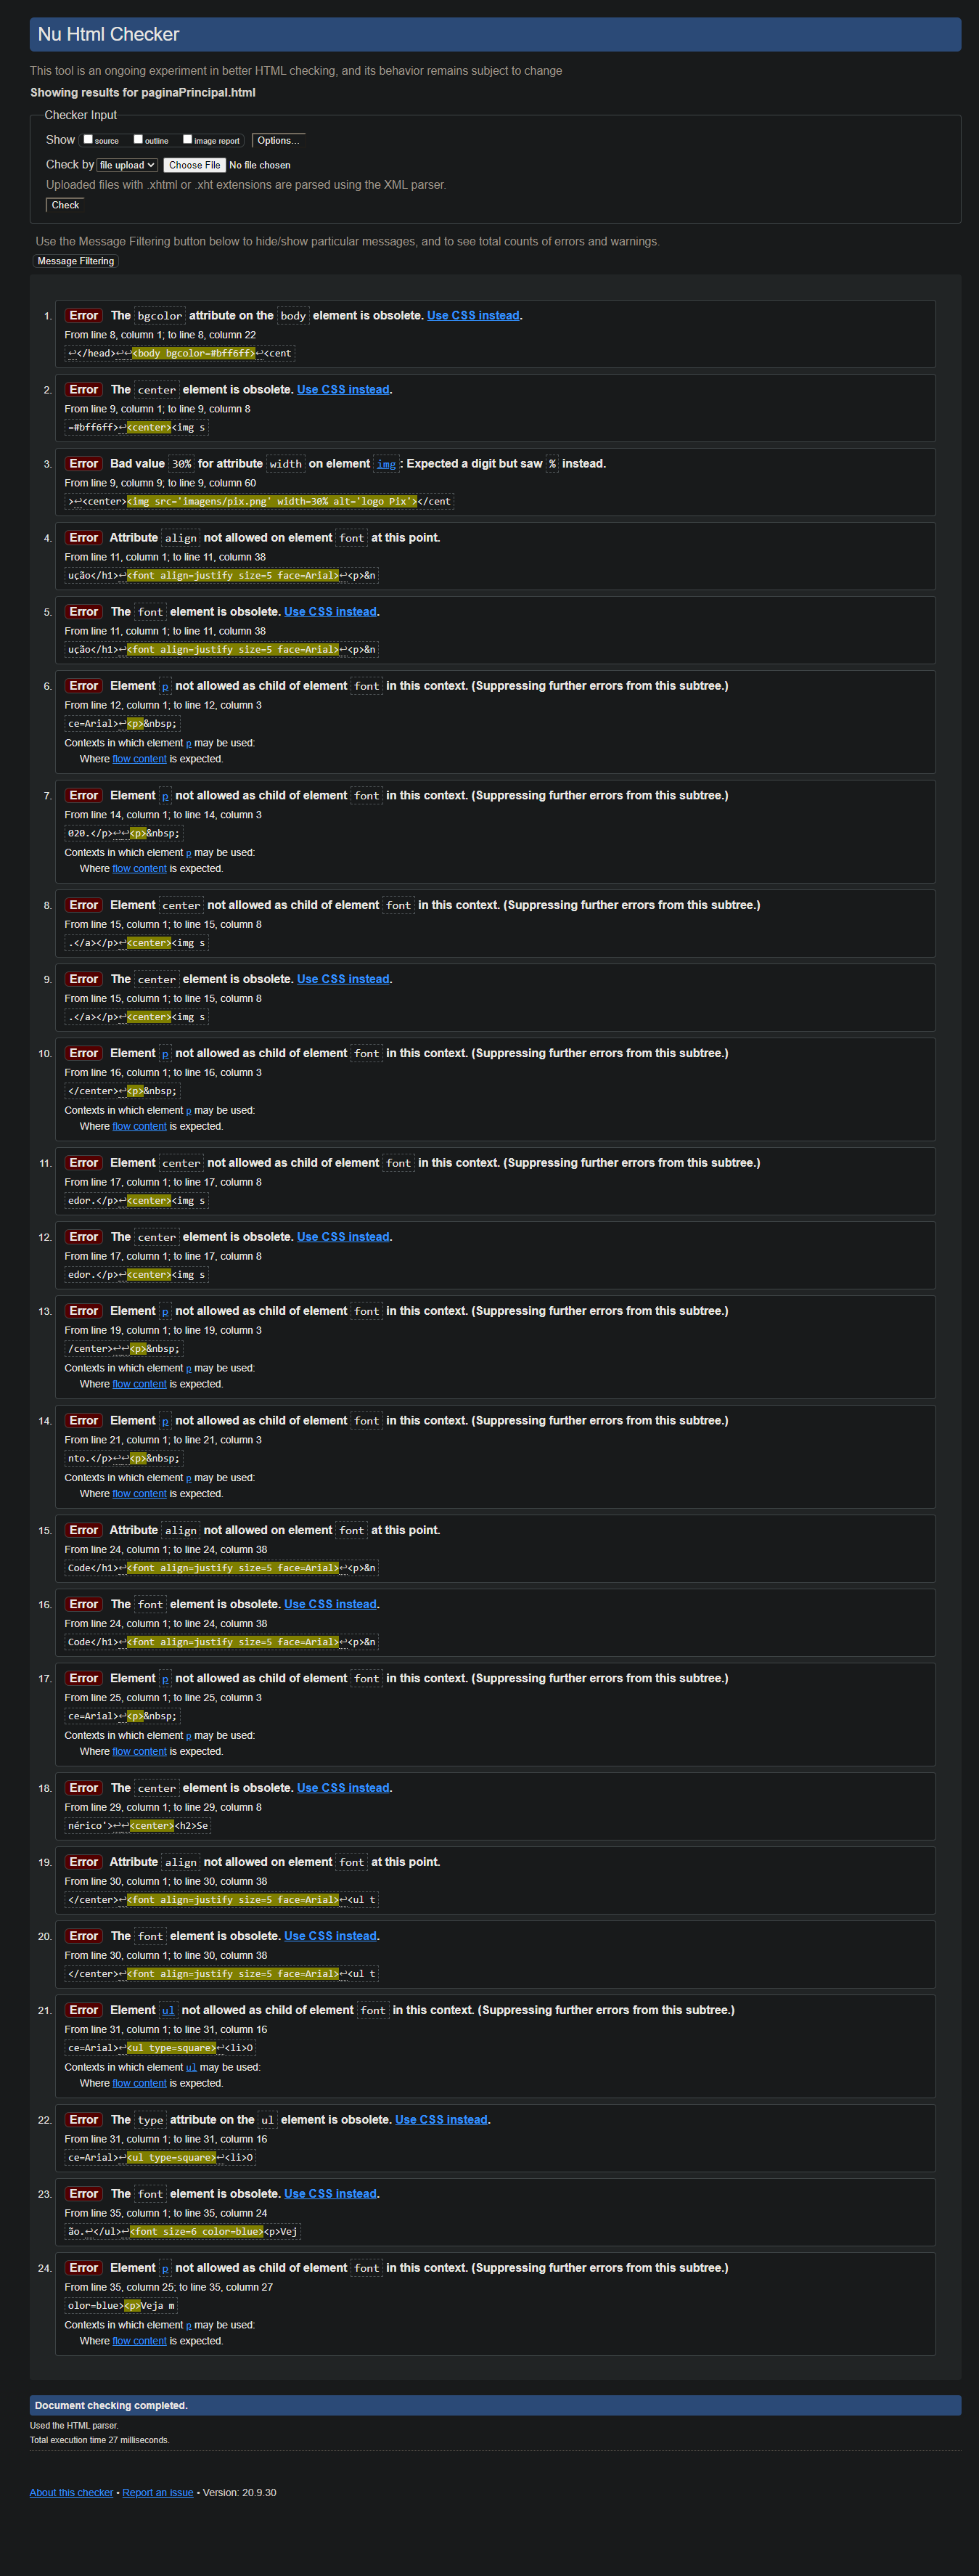 Nu Html Checker
This tool is an ongoing experiment in better HTML checking, and its behavior remains subject to change
Showing results for paginaPrincipal.html
Checker Input
Show source outline image report Options...
Check by file upload Choose File No file chosen
Uploaded files with .xhtml or .xht extensions are parsed using the XML parser.
Check
Use the Message Filtering button below to hide/show particular messages, and to see total counts of errors and warnings.
Message Filtering
1. Error The bgcolor attribute on the body element is obsolete. Use CSS instead.
From line 8, column 1; to line 8, column 22
↩</head>↩↩<body bgcolor=#bff6ff>↩<cent
2. Error The center element is obsolete. Use CSS instead.
From line 9, column 1; to line 9, column 8
=#bff6ff>↩<center><img s
3. Error Bad value 30% for attribute width on element img: Expected a digit but saw % instead.
From line 9, column 9; to line 9, column 60
>↩<center><img src='imagens/pix.png' width=30% alt='logo Pix'></cent
4. Error Attribute align not allowed on element font at this point.
From line 11, column 1; to line 11, column 38
ução</h1>↩<font align=justify size=5 face=Arial>↩<p>&n
5. Error The font element is obsolete. Use CSS instead.
From line 11, column 1; to line 11, column 38
ução</h1>↩<font align=justify size=5 face=Arial>↩<p>&n
6. Error Element p not allowed as child of element font in this context. (Suppressing further errors from this subtree.)
From line 12, column 1; to line 12, column 3
ce=Arial>↩<p>&nbsp;
Contexts in which element p may be used:
Where flow content is expected.
7. Error Element p not allowed as child of element font in this context. (Suppressing further errors from this subtree.)
From line 14, column 1; to line 14, column 3
020.</p>↩↩<p>&nbsp;
Contexts in which element p may be used:
Where flow content is expected.
8. Error Element center not allowed as child of element font in this context. (Suppressing further errors from this subtree.)
From line 15, column 1; to line 15, column 8
.</a></p>↩<center><img s
9. Error The center element is obsolete. Use CSS instead.
From line 15, column 1; to line 15, column 8
.</a></p>↩<center><img s
10. Error Element p not allowed as child of element font in this context. (Suppressing further errors from this subtree.)
From line 16, column 1; to line 16, column 3
</center>↩<p>&nbsp;
Contexts in which element p may be used:
Where flow content is expected.
11. Error Element center not allowed as child of element font in this context. (Suppressing further errors from this subtree.)
From line 17, column 1; to line 17, column 8
edor.</p>↩<center><img s
12. Error The center element is obsolete. Use CSS instead.
From line 17, column 1; to line 17, column 8
edor.</p>↩<center><img s
13. Error Element p not allowed as child of element font in this context. (Suppressing further errors from this subtree.)
From line 19, column 1; to line 19, column 3
/center>↩↩<p>&nbsp;
Contexts in which element p may be used:
Where flow content is expected.
14. Error Element p not allowed as child of element font in this context. (Suppressing further errors from this subtree.)
From line 21, column 1; to line 21, column 3
nto.</p>↩↩<p>&nbsp;
Contexts in which element p may be used:
Where flow content is expected.
15. Error Attribute align not allowed on element font at this point.
From line 24, column 1; to line 24, column 38
Code</h1>↩<font align=justify size=5 face=Arial>↩<p>&n
16. Error The font element is obsolete. Use CSS instead.
From line 24, column 1; to line 24, column 38
Code</h1>↩<font align=justify size=5 face=Arial>↩<p>&n
17. Error Element p not allowed as child of element font in this context. (Suppressing further errors from this subtree.)
From line 25, column 1; to line 25, column 3
ce=Arial>↩<p>&nbsp;
Contexts in which element p may be used:
Where flow content is expected.
18. Error The center element is obsolete. Use CSS instead.
From line 29, column 1; to line 29, column 8
nérico'>↩↩<center><h2>Se
19. Error Attribute align not allowed on element font at this point.
From line 30, column 1; to line 30, column 38
</center>↩<font align=justify size=5 face=Arial>↩<ul t
20. Error The font element is obsolete. Use CSS instead.
From line 30, column 1; to line 30, column 38
</center>↩<font align=justify size=5 face=Arial>↩<ul t
21. Error Element ul not allowed as child of element font in this context. (Suppressing further errors from this subtree.)
From line 31, column 1; to line 31, column 16
ce=Arial>↩<ul type=square>↩<li>O
Contexts in which element ul may be used:
Where flow content is expected.
22. Error The type attribute on the ul element is obsolete. Use CSS instead.
From line 31, column 1; to line 31, column 16
ce=Arial>↩<ul type=square>↩<li>O
23. Error The font element is obsolete. Use CSS instead.
From line 35, column 1; to line 35, column 24
ão.↩</ul>↩<font size=6 color=blue><p>Vej
24. Error Element p not allowed as child of element font in this context. (Suppressing further errors from this subtree.)
From line 35, column 25; to line 35, column 27
olor=blue><p>Veja m
Contexts in which element p may be used:
Where flow content is expected.
Document checking completed.
Used the HTML parser.
Total execution time 27 milliseconds.
About this checker • Report an issue • Version: 20.9.30